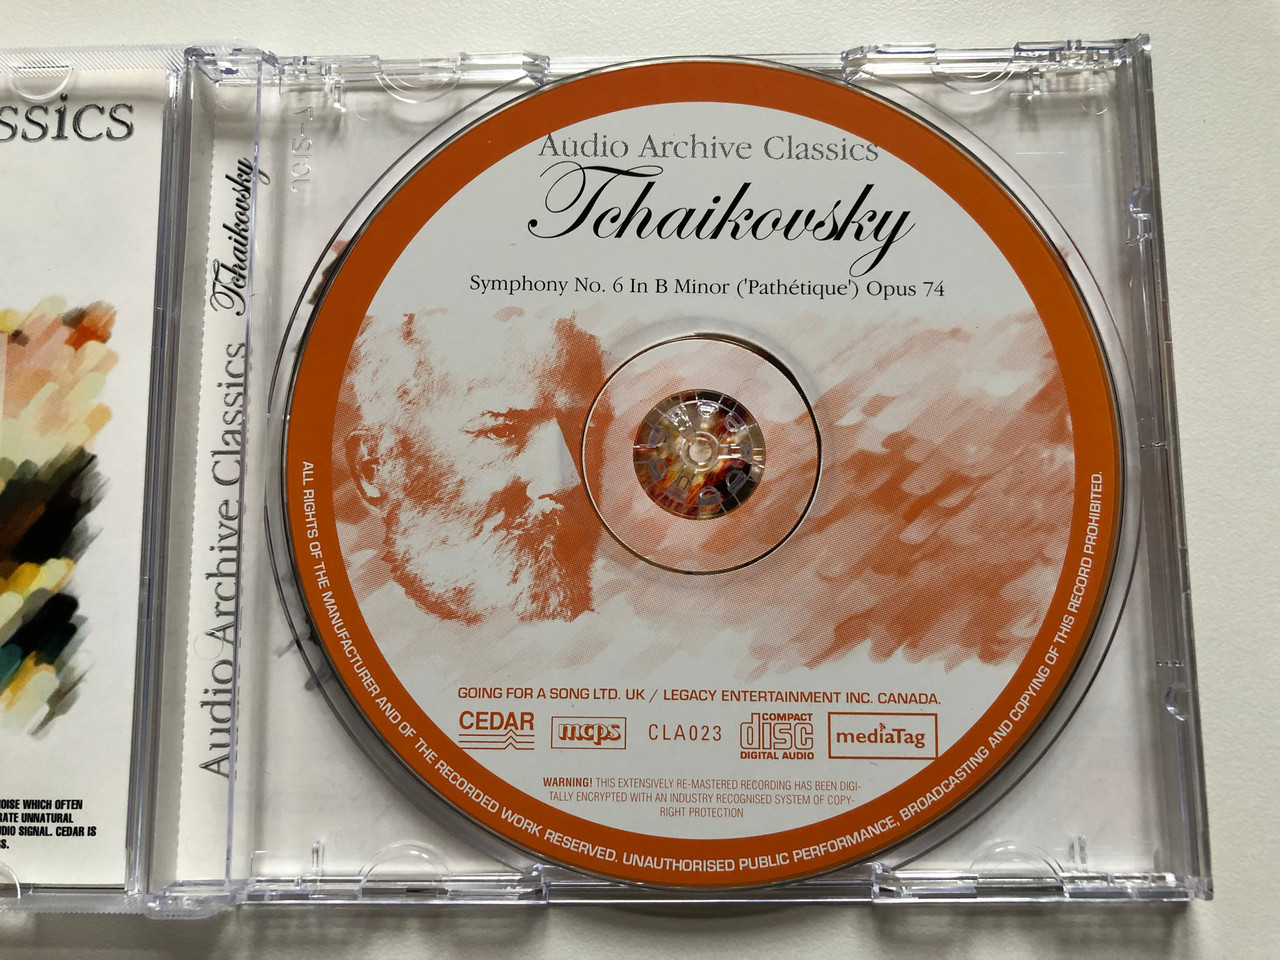 ssics
Audio Archive Classics Tchaikovsky
OISE WHICH OFTEN
RATE UNNATURAL
UDIO SIGNAL. CEDAR IS
S.
Audio Archive Classics
Tchaikovsky
Symphony No. 6 In B Minor ('Pathétique') Opus 74
GOING FOR A SONG LTD. UK / LEGACY ENTERTAINMENT INC. CANADA.
CEDAR mcps CLA023 COMPACT disc DIGITAL AUDIO mediaTag
WARNING! THIS EXTENSIVELY RE-MASTERED RECORDING HAS BEEN DIGI-
TALLY ENCRYPTED WITH AN INDUSTRY RECOGNISED SYSTEM OF COPY-
RIGHT PROTECTION
ALL RIGHTS OF THE MANUFACTURER AND OF THE RECORDED WORK RESERVED. UNAUTHORISED PUBLIC PERFORMANCE, BROADCASTING AND COPYING OF THIS RECORD PROHIBITED.